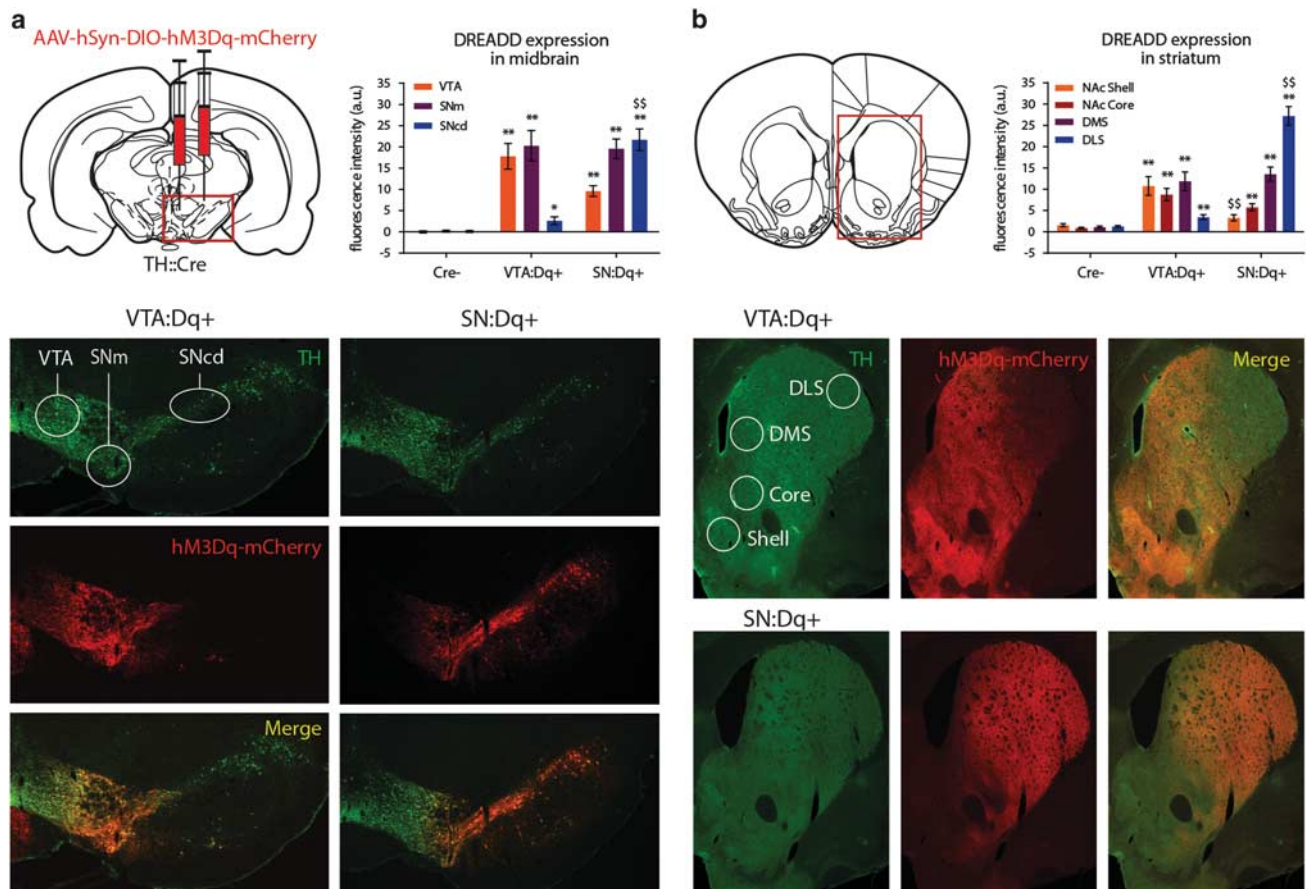 a
AAV-hSyn-DIO-hM3Dq-mCherry
TH::Cre
DREADD expression
in midbrain
fluorescence intensity (a.u.)
35
30
25
20
15
10
5
0
-5
VTA
SNm
SNcd
**
**
*
**
**
$$
**
Cre-
VTA:Dq+
SN:Dq+
VTA:Dq+
SN:Dq+
VTA
SNm
SNcd
TH
hM3Dq-mCherry
Merge
b
DREADD expression
in striatum
fluorescence intensity (a.u.)
35
30
25
20
15
10
5
0
-5
NAc Shell
NAc Core
DMS
DLS
**
**
**
**
$$
**
**
$$
**
Cre-
VTA:Dq+
SN:Dq+
VTA:Dq+
TH
DLS
DMS
Core
Shell
hM3Dq-mCherry
Merge
SN:Dq+